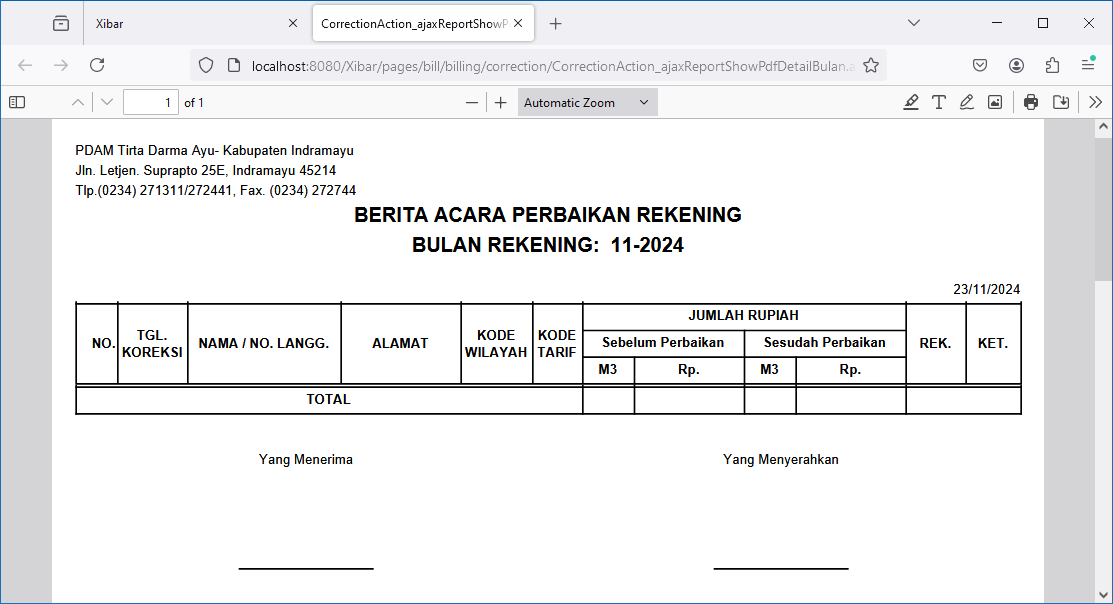 Xibar
CorrectionAction_ajaxReportShowP
localhost:8080/Xibar/pages/bill/billing/correction/CorrectionAction_ajaxReportShowPdfDetailBulan.a
1 of 1
Automatic Zoom
PDAM Tirta Darma Ayu- Kabupaten Indramayu
Jln. Letjen. Suprapto 25E, Indramayu 45214
Tlp.(0234) 271311/272441, Fax. (0234) 272744
BERITA ACARA PERBAIKAN REKENING
BULAN REKENING: 11-2024
23/11/2024
NO.
TGL.
KOREKSI
NAMA / NO. LANGG.
ALAMAT
KODE
WILAYAH
KODE
TARIF
JUMLAH RUPIAH
Sebelum Perbaikan
Sesudah Perbaikan
M3
Rp.
M3
Rp.
REK.
KET.
TOTAL
Yang Menerima
Yang Menyerahkan